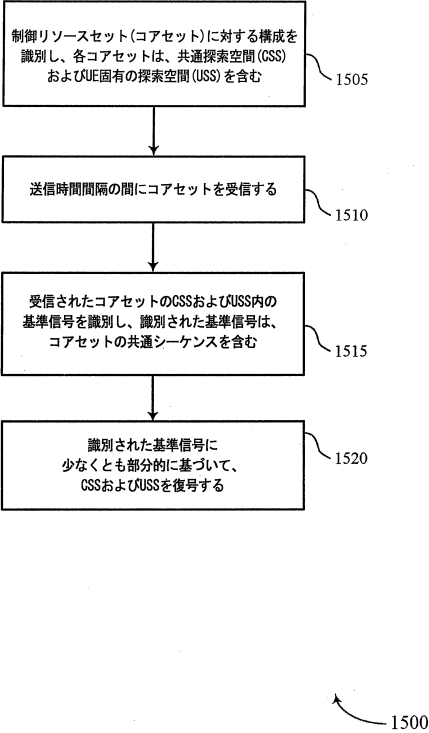 制御リソースセット(コアセット)に対する構成を
識別し、各コアセットは、共通探索空間(CSS)
およびUE固有の探索空間(USS)を含む
1505
送信時間間隔の間にコアセットを受信する
1510
受信されたコアセットのCSSおよびUSS内の
基準信号を識別し、識別された基準信号は、
コアセットの共通シーケンスを含む
1515
識別された基準信号に
少なくとも部分的に基づいて、
CSSおよびUSSを復号する
1520
1500